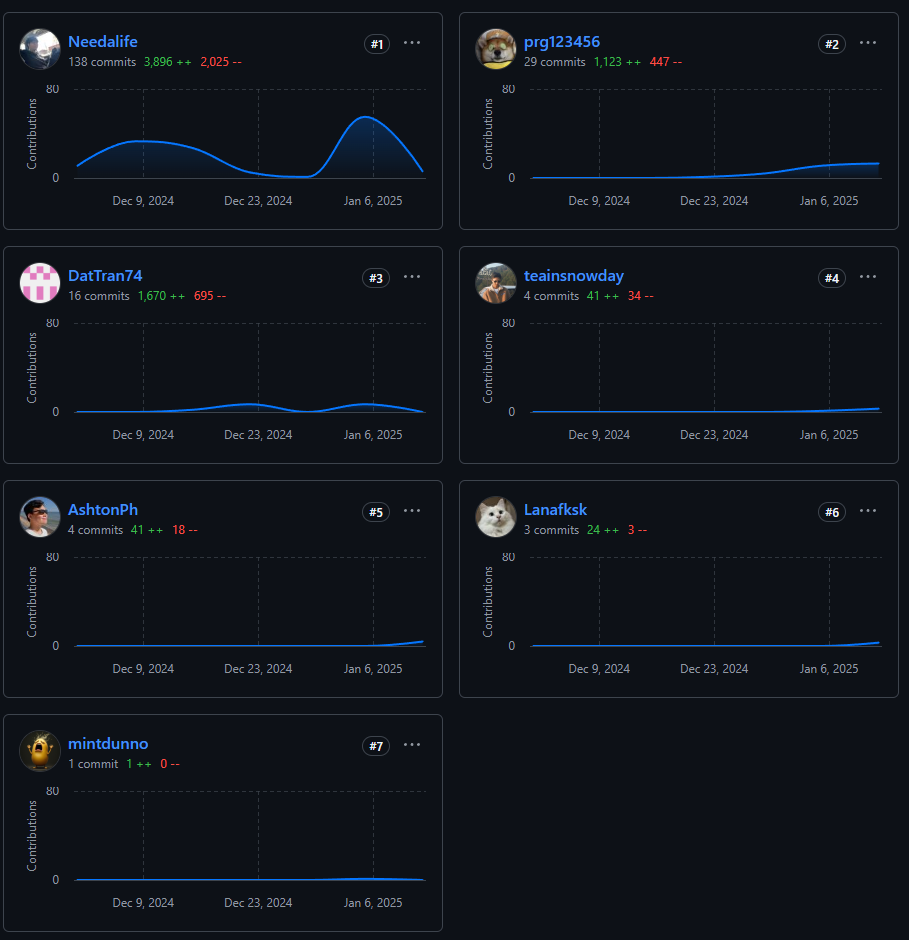 Needalife
#1
138 commits 3,896 ++ 2,025 --
80
Contributions
0
Dec 9, 2024 Dec 23, 2024 Jan 6, 2025
prg123456
#2
29 commits 1,123 ++ 447 --
80
Contributions
0
Dec 9, 2024 Dec 23, 2024 Jan 6, 2025
DatTran74
#3
16 commits 1,670 ++ 695 --
80
Contributions
0
Dec 9, 2024 Dec 23, 2024 Jan 6, 2025
teainsnowday
#4
4 commits 41 ++ 34 --
80
Contributions
0
Dec 9, 2024 Dec 23, 2024 Jan 6, 2025
AshtonPh
#5
4 commits 41 ++ 18 --
80
Contributions
0
Dec 9, 2024 Dec 23, 2024 Jan 6, 2025
Lanafksk
#6
3 commits 24 ++ 3 --
80
Contributions
0
Dec 9, 2024 Dec 23, 2024 Jan 6, 2025
mintdunno
#7
1 commit 1 ++ 0 --
80
Contributions
0
Dec 9, 2024 Dec 23, 2024 Jan 6, 2025